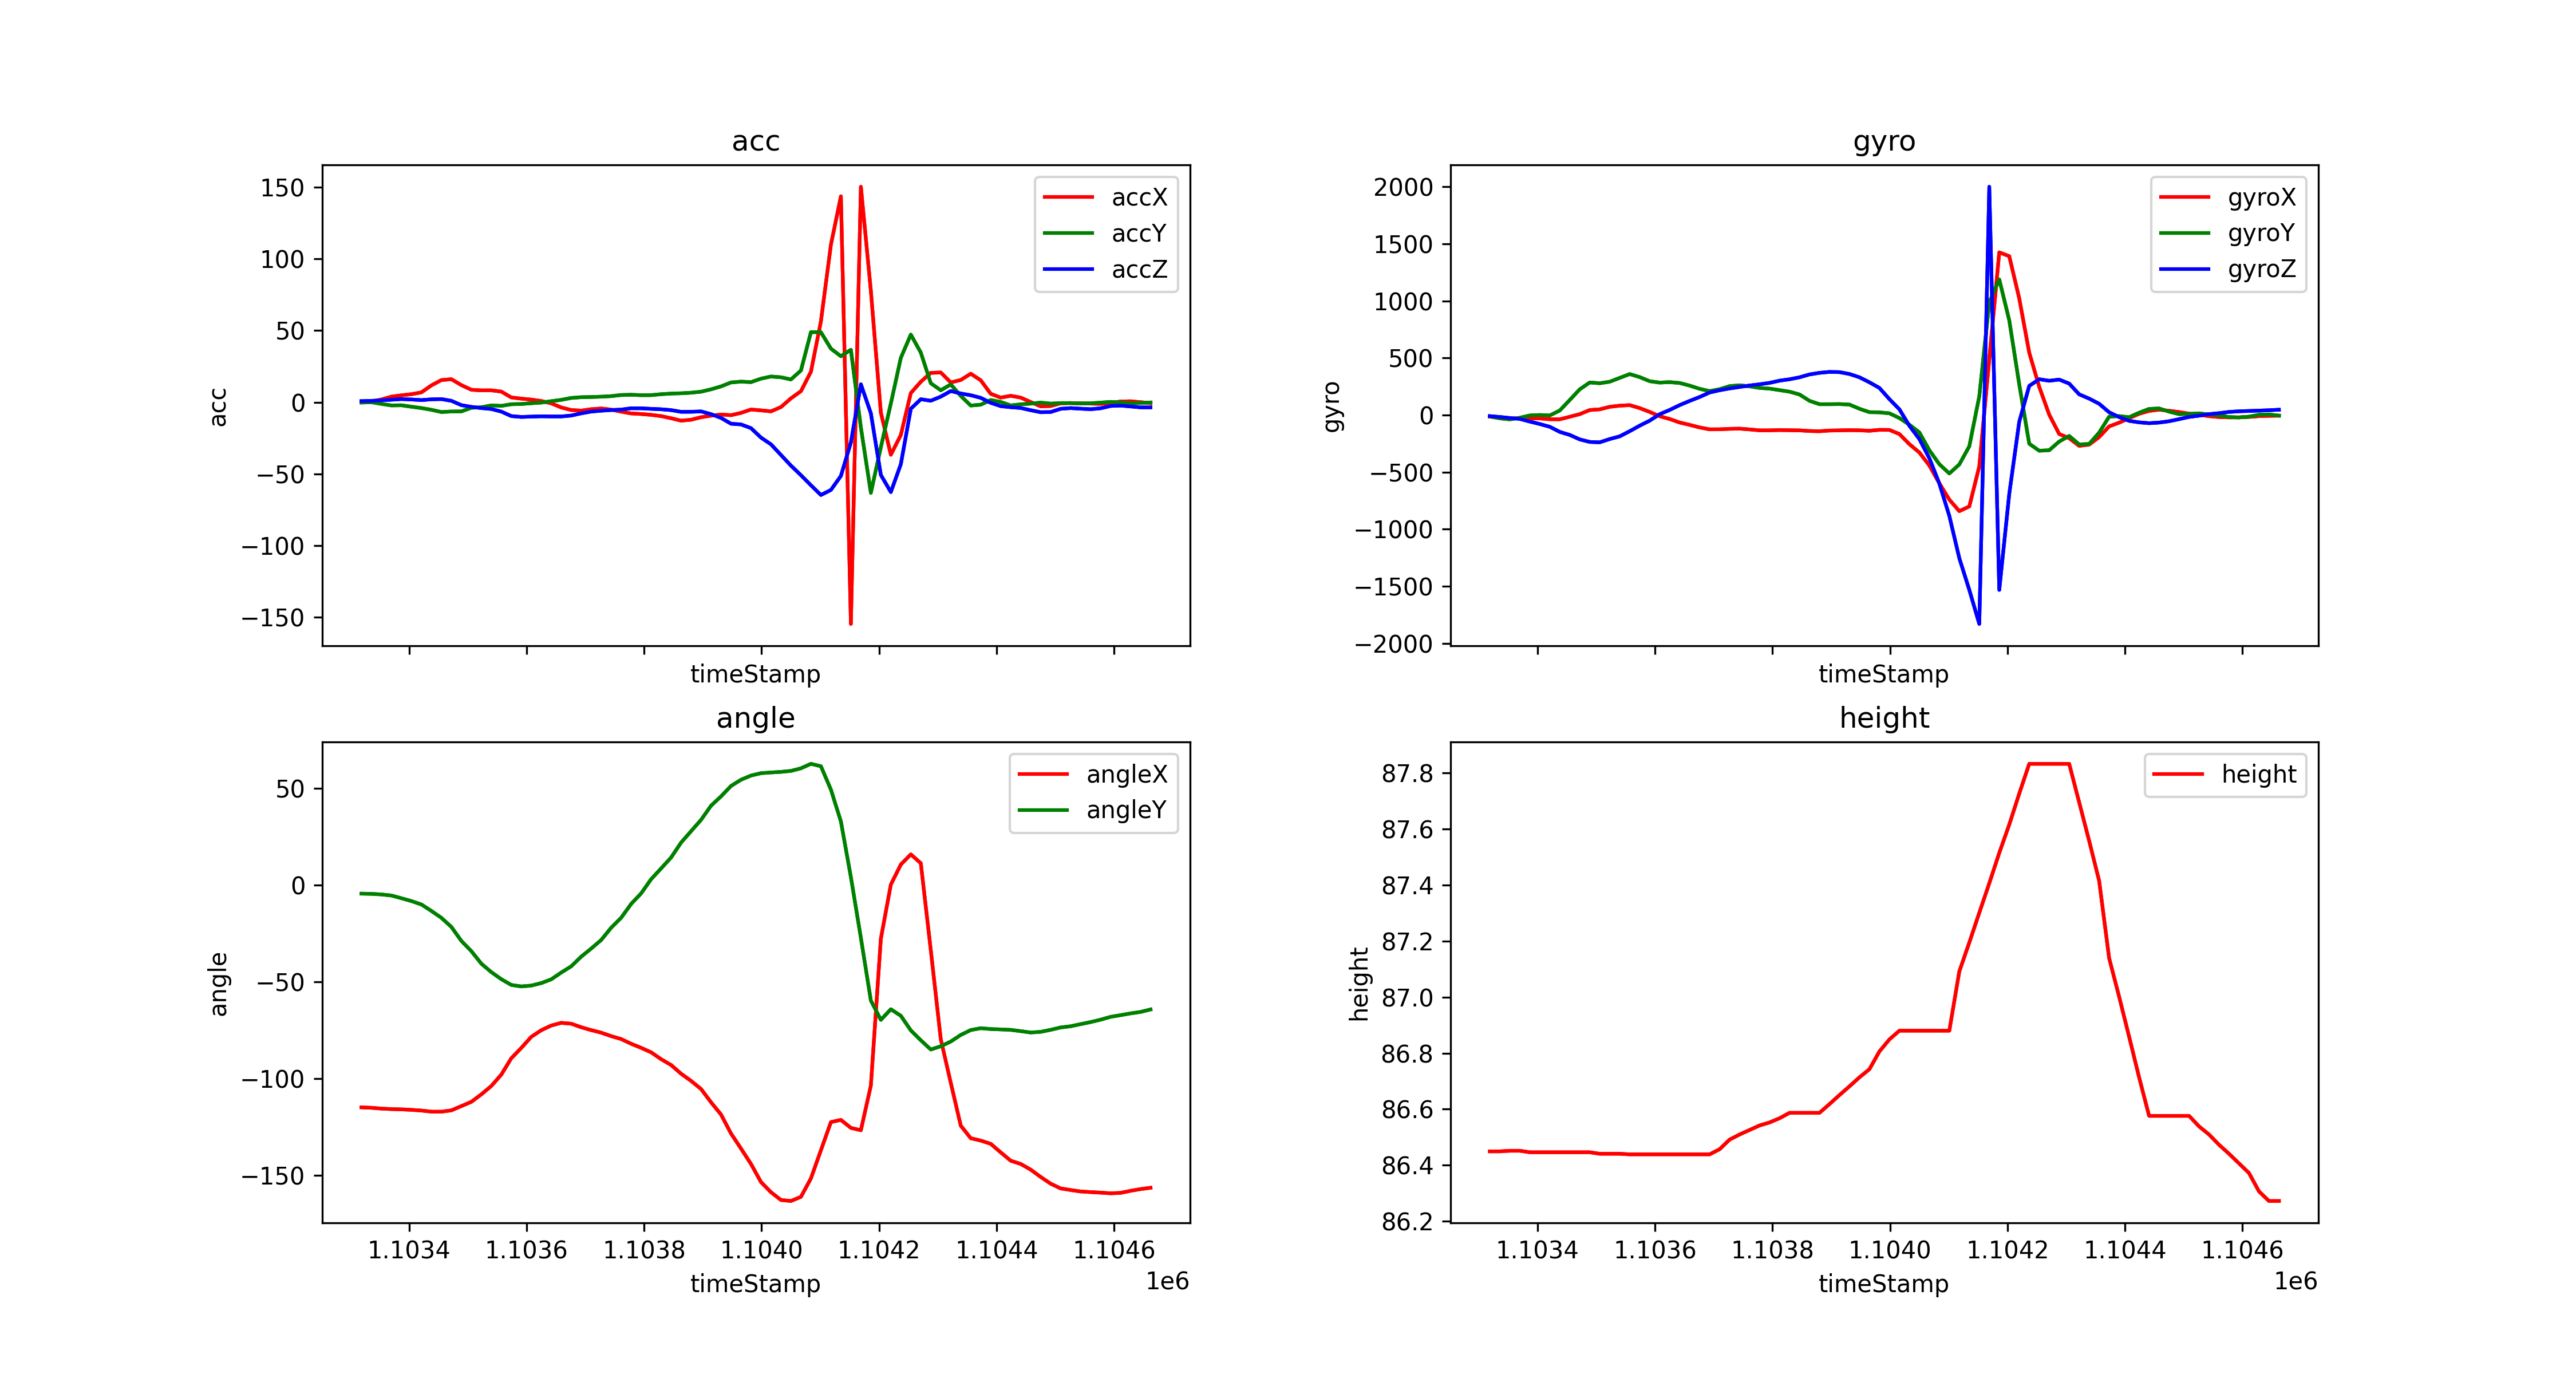 acc
150
100
50
0
−50
−100
−150
acc
timeStamp
accX
accY
accZ
gyro
2000
1500
1000
500
0
−500
−1000
−1500
−2000
gyro
timeStamp
gyroX
gyroY
gyroZ
angle
50
0
−50
−100
−150
angle
angleX
angleY
1.1034 1.1036 1.1038 1.1040 1.1042 1.1044 1.1046
timeStamp
1e6
height
87.8
87.6
87.4
87.2
87.0
86.8
86.6
86.4
86.2
height
height
1.1034 1.1036 1.1038 1.1040 1.1042 1.1044 1.1046
timeStamp
1e6